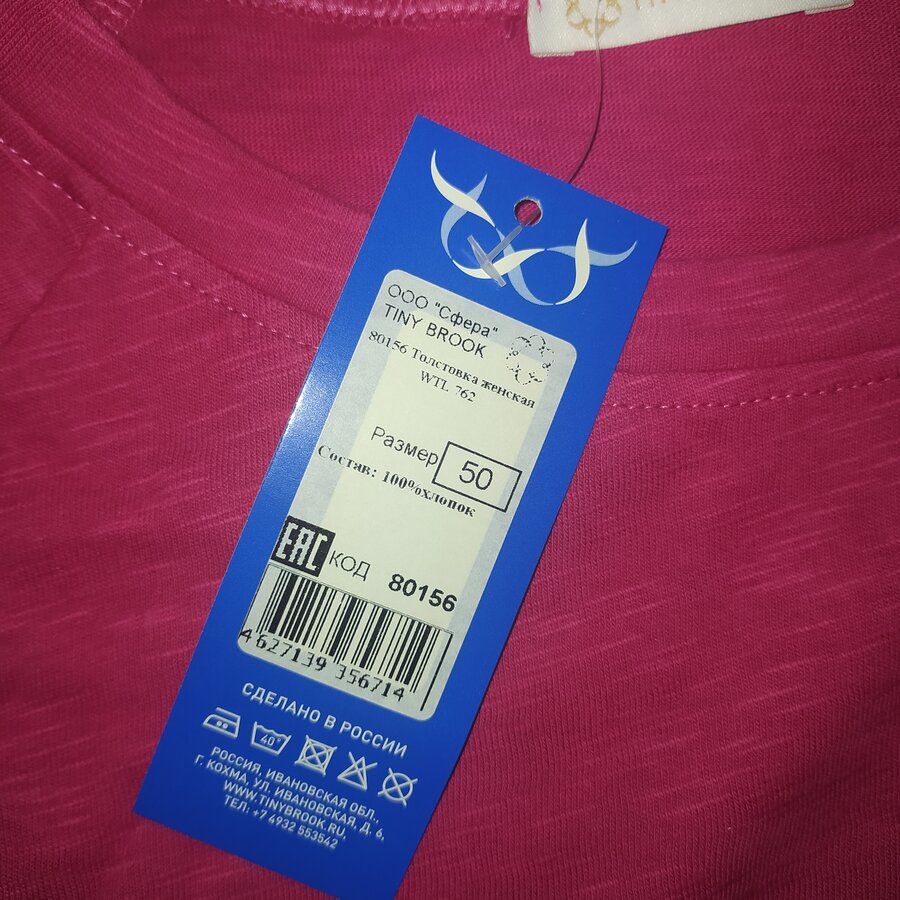 ООО "Сфера"
TINY BROOK
80156 Толстовка женская
WTL 762
Размер 50
Состав: 100%хлопок
ЕАС КОД 80156
4 627139 356714
СДЕЛАНО В РОССИИ
40°
РОССИЯ, ИВАНОВСКАЯ ОБЛ.,
Г. КОХМА, УЛ. ИВАНОВСКАЯ, Д. 6,
WWW.TINYBROOK.RU,
ТЕЛ.: +7 4932 553542